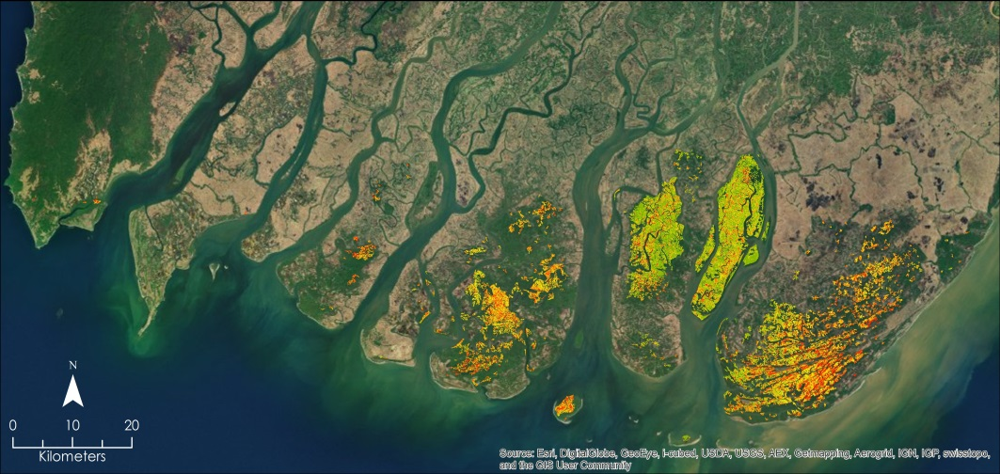 N
0 10 20
Kilometers
Source: Esri, DigitalGlobe, GeoEye, i-cubed, USDA, USGS, AEX, Getmapping, Aerogrid, IGN, IGP, swisstopo,
and the GIS User Community